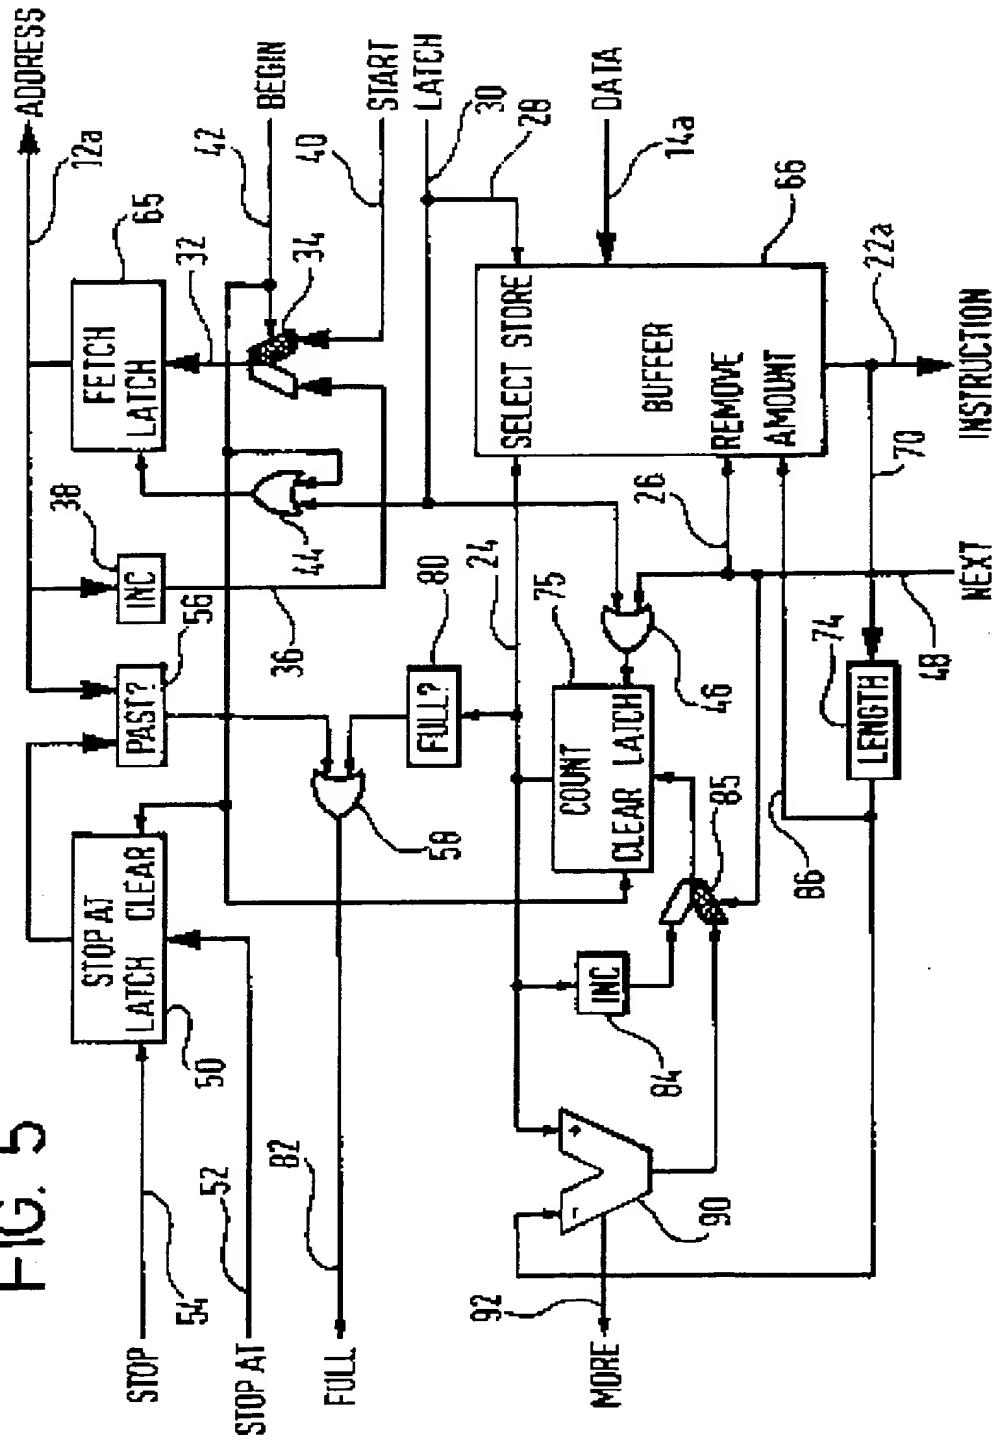 FIG. 5
STOP
54
STOP AT
52
STOP AT
LATCH CLEAR
50
PAST?
56
INC
38
36
FETCH
LATCH
65
ADDRESS
12a
32
34
42
BEGIN
40
START
LATCH
30
28
44
FULL
82
58
FULL?
80
24
COUNT
CLEAR LATCH
75
46
26
SELECT STORE
BUFFER
REMOVE
AMOUNT
66
DATA
14a
INC
84
85
MORE
92
90
86
LENGTH
74
48
NEXT
70
INSTRUCTION
22a